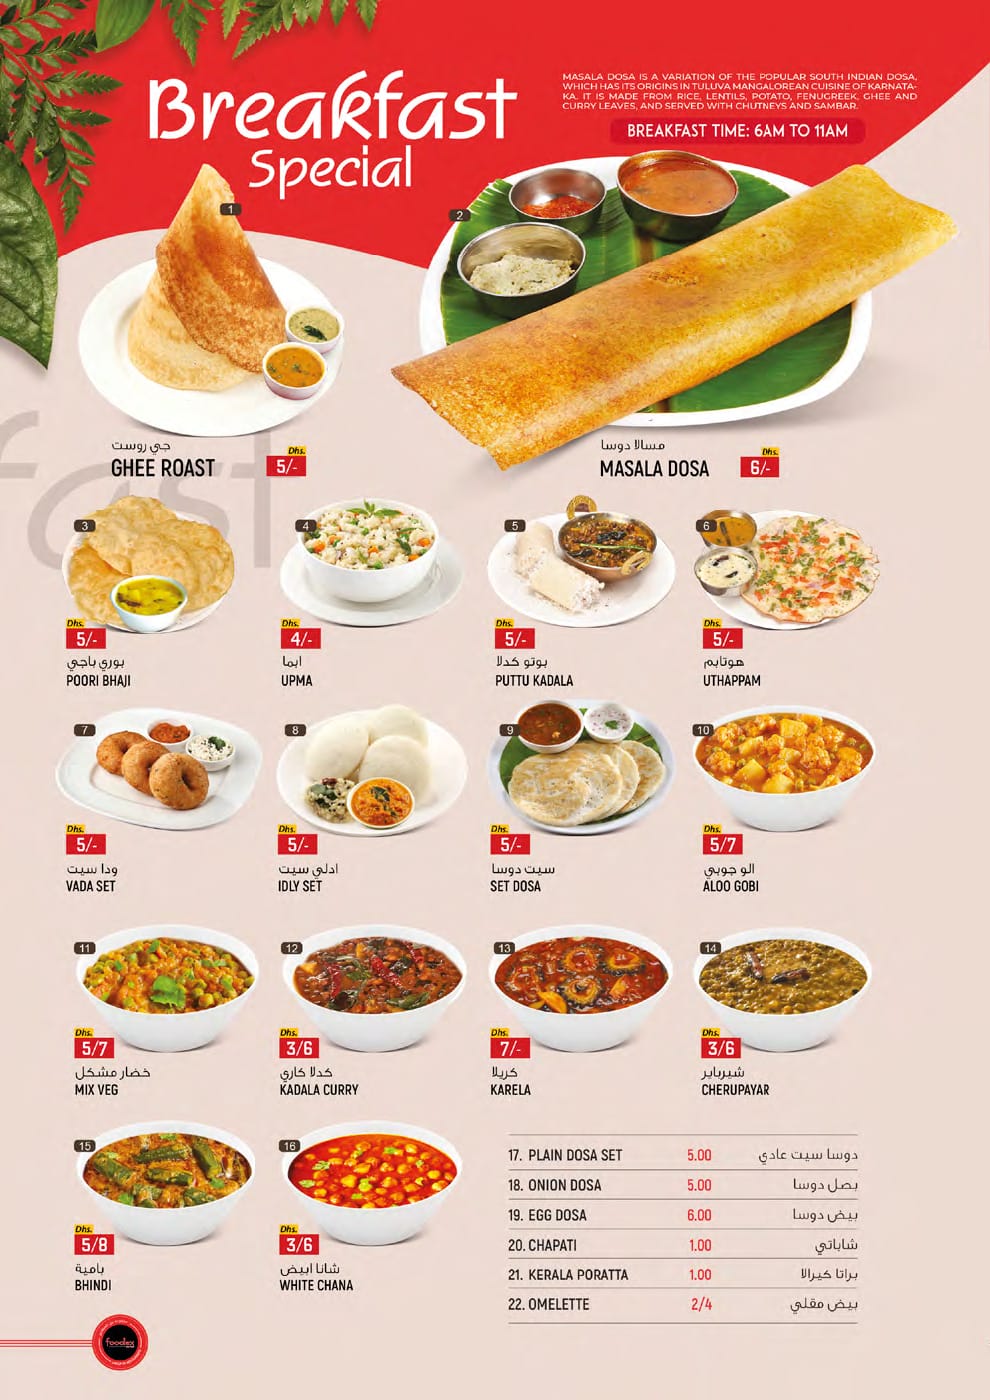 Breakfast
Special
MASALA DOSA IS A VARIATION OF THE POPULAR SOUTH INDIAN DOSA,
WHICH HAS ITS ORIGINS IN TULUVA MANGALOREAN CUISINE OF KARNATA-
KA. IT IS MADE FROM RICE, LENTILS, POTATO, FENUGREEK, GHEE AND
CURRY LEAVES, AND SERVED WITH CHUTNEYS AND SAMBAR.
BREAKFAST TIME: 6AM TO 11AM
1
جي روست
GHEE ROAST
Dhs.
5/-
2
مسالا دوسا
MASALA DOSA
Dhs.
6/-
fast
3
Dhs.
5/-
بوري باجي
POORI BHAJI
4
Dhs.
4/-
ابما
UPMA
5
Dhs.
5/-
بوتو كدلا
PUTTU KADALA
6
Dhs.
5/-
هوتابم
UTHAPPAM
7
Dhs.
5/-
ودا سيت
VADA SET
8
Dhs.
5/-
ادلي سيت
IDLY SET
9
Dhs.
5/-
سيت دوسا
SET DOSA
10
Dhs.
5/7
الو جوبي
ALOO GOBI
11
Dhs.
5/7
خضار مشكل
MIX VEG
12
Dhs.
3/6
كدلا كاري
KADALA CURRY
13
Dhs.
7/-
كريلا
KARELA
14
Dhs.
3/6
شيرباير
CHERUPAYAR
15
Dhs.
5/8
بامية
BHINDI
16
Dhs.
3/6
شانا ابيض
WHITE CHANA
17. PLAIN DOSA SET 5.00 دوسا سيت عادي
18. ONION DOSA 5.00 بصل دوسا
19. EGG DOSA 6.00 بيض دوسا
20. CHAPATI 1.00 شاباتي
21. KERALA PORATTA 1.00 براتا كيرالا
22. OMELETTE 2/4 بيض مقلي
foodex